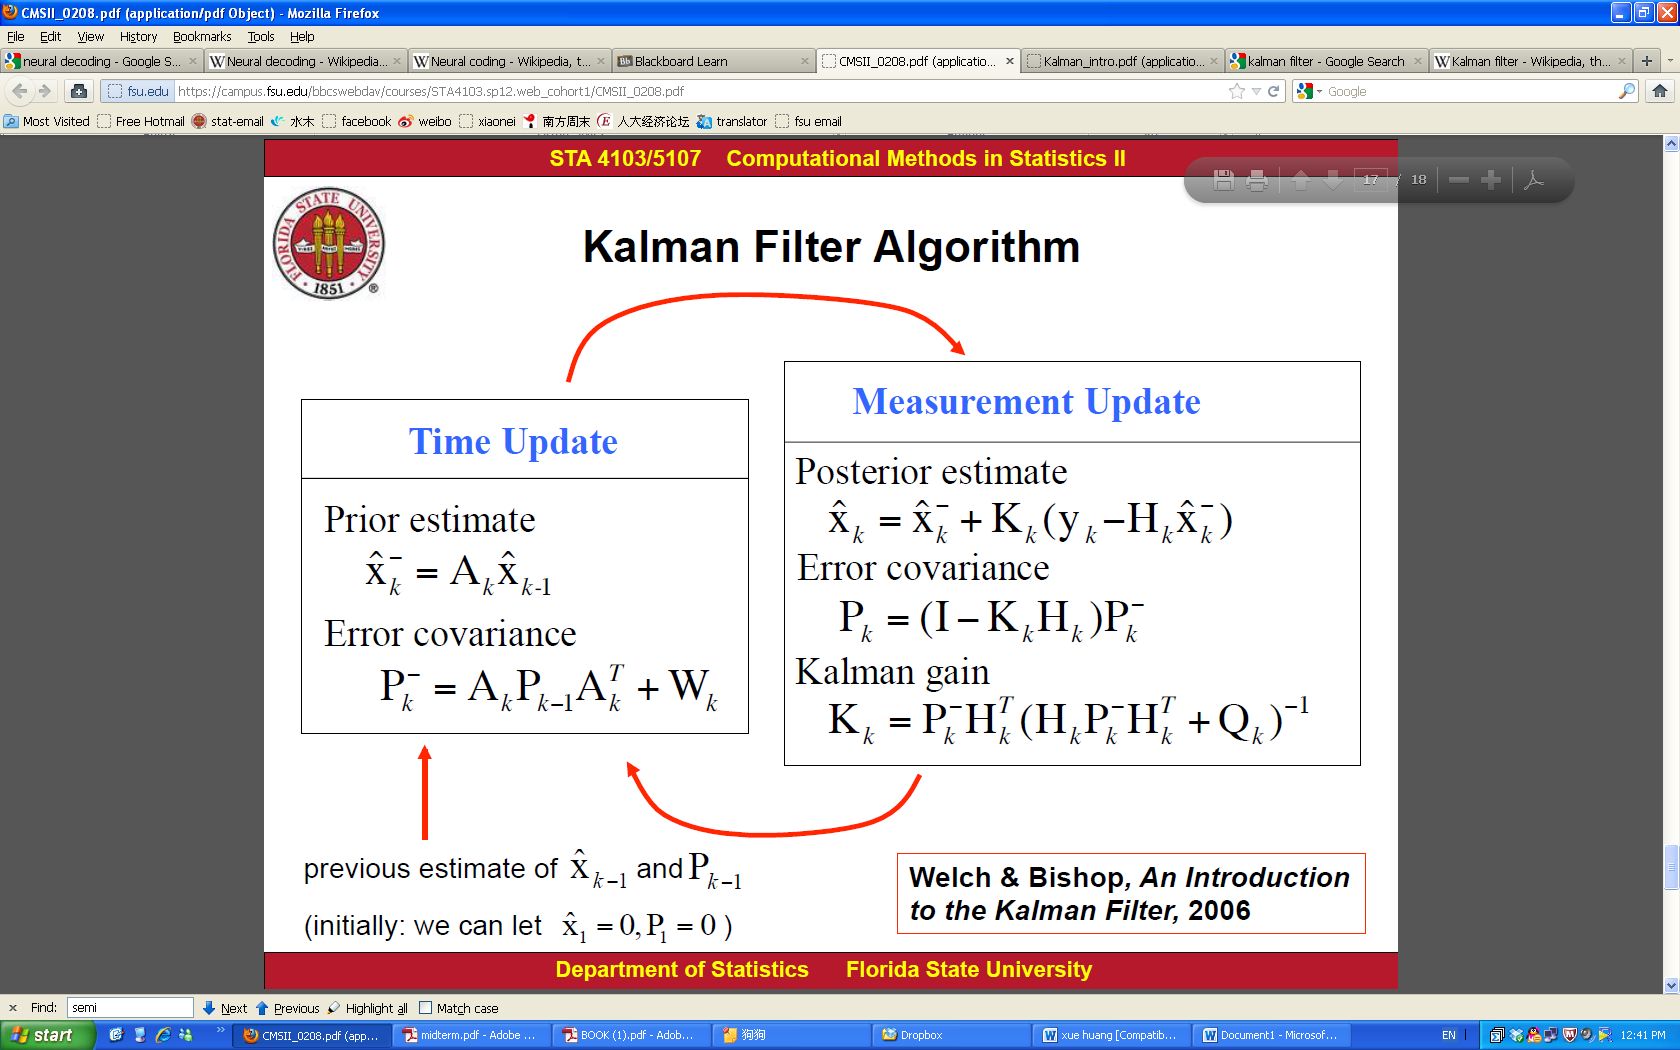 CMSII_0208.pdf (application/pdf Object) - Mozilla Firefox
File Edit View History Bookmarks Tools Help
neural decoding - Google S... Neural decoding - Wikipedia... Neural coding - Wikipedia, t... Blackboard Learn CMSII_0208.pdf (applicatio... Kalman_intro.pdf (applicatio... kalman filter - Google Search Kalman filter - Wikipedia, th...
fsu.edu https://campus.fsu.edu/bbcswebdav/courses/STA4103.sp12.web_cohort1/CMSII_0208.pdf Google
Most Visited Free Hotmail stat-email 水木 facebook weibo xiaonei 南方周末 人大经济论坛 translator fsu email
STA 4103/5107 Computational Methods in Statistics II
17 / 18
FLORIDA STATE UNIVERSITY
1851
Kalman Filter Algorithm
Time Update
Prior estimate
x̂ₖ⁻ = Aₖx̂ₖ₋₁
Error covariance
Pₖ⁻ = AₖPₖ₋₁Aₖᵀ + Wₖ
Measurement Update
Posterior estimate
x̂ₖ = x̂ₖ⁻ + Kₖ(yₖ − Hₖx̂ₖ⁻)
Error covariance
Pₖ = (I − KₖHₖ)Pₖ⁻
Kalman gain
Kₖ = Pₖ⁻Hₖᵀ(HₖPₖ⁻Hₖᵀ + Qₖ)⁻¹
previous estimate of x̂ₖ₋₁ and Pₖ₋₁
(initially: we can let x̂₁ = 0, P₁ = 0 )
Welch & Bishop, An Introduction
to the Kalman Filter, 2006
Department of Statistics Florida State University
Find: semi Next Previous Highlight all Match case
start CMSII_0208.pdf (app... midterm.pdf - Adobe ... BOOK (1).pdf - Adob... 狗狗 Dropbox xue huang [Compatib... Document1 - Microsof... EN 12:41 PM